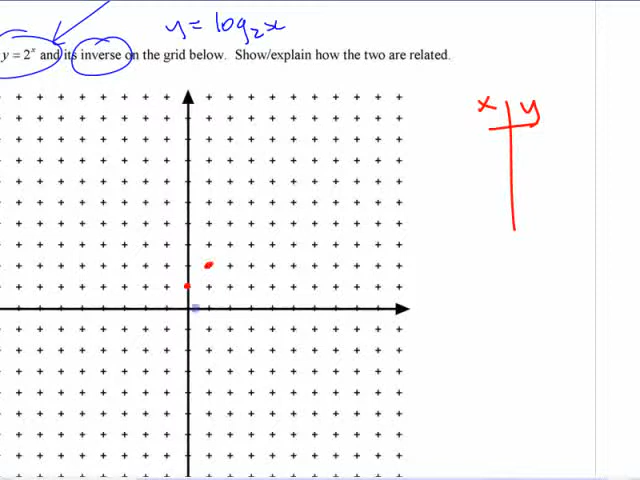 y = log₂x
y = 2ˣ and its inverse on the grid below. Show/explain how the two are related.
x y